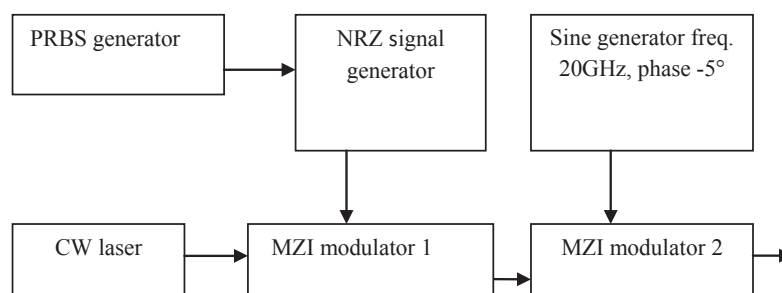 PRBS generator
NRZ signal
generator
Sine generator freq.
20GHz, phase -5°
CW laser
MZI modulator 1
MZI modulator 2